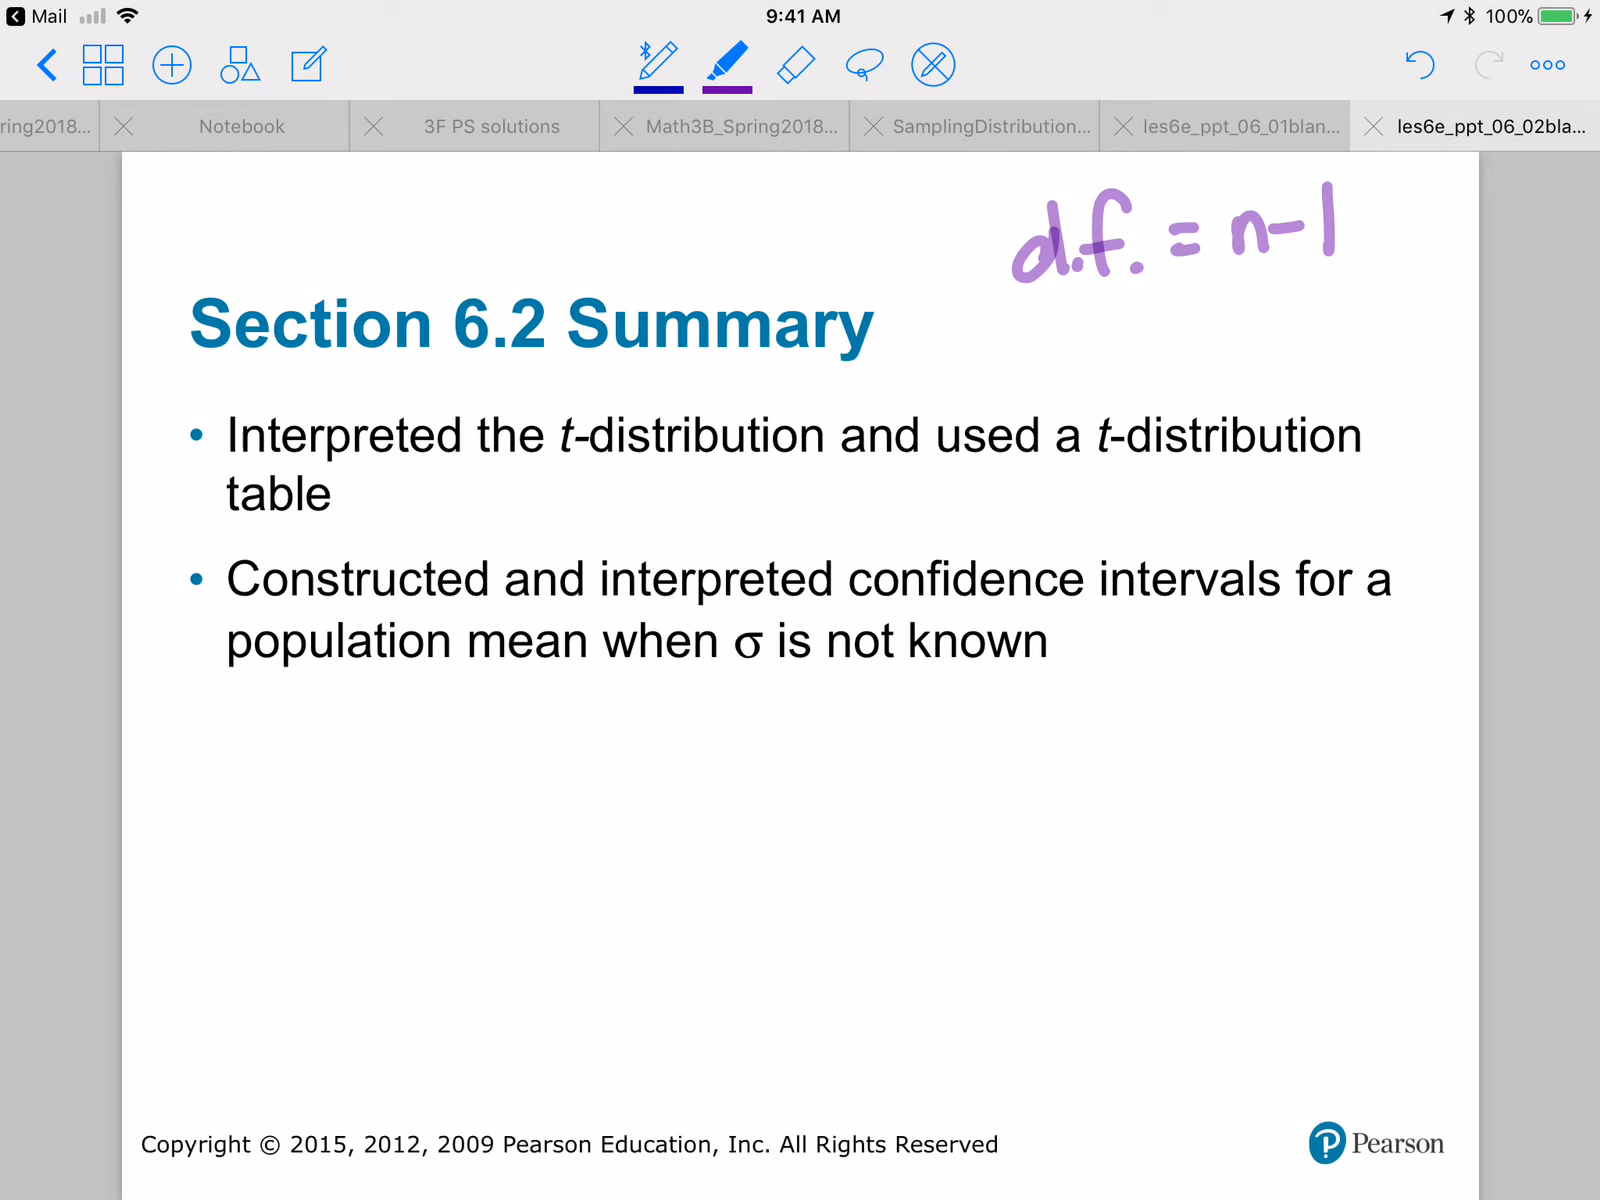 Mail
9:41 AM
100%
ring2018...
Notebook
3F PS solutions
Math3B_Spring2018...
SamplingDistribution...
les6e_ppt_06_01blan...
les6e_ppt_06_02bla...
d.f. = n-1
Section 6.2 Summary
• Interpreted the t-distribution and used a t-distribution
table
• Constructed and interpreted confidence intervals for a
population mean when σ is not known
Copyright © 2015, 2012, 2009 Pearson Education, Inc. All Rights Reserved
P Pearson